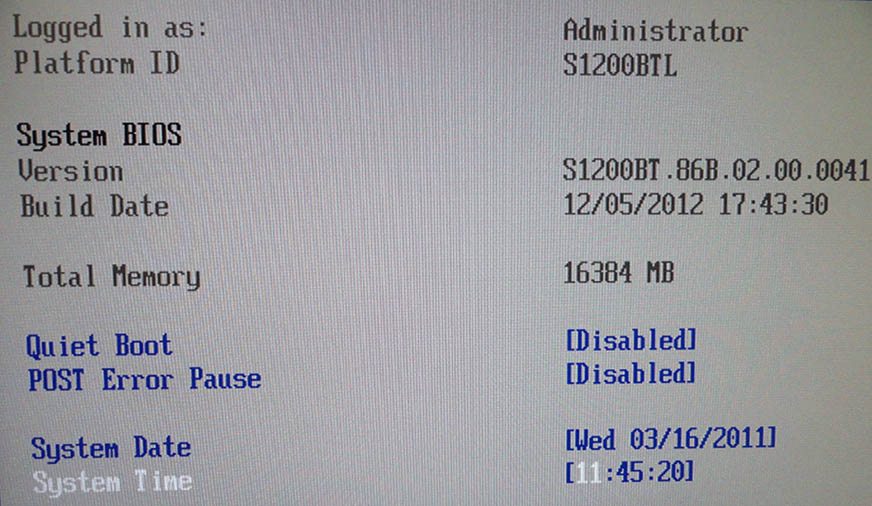 Logged in as: Administrator
Platform ID S1200BTL
System BIOS
Version S1200BT.86B.02.00.0041
Build Date 12/05/2012 17:43:30
Total Memory 16384 MB
Quiet Boot [Disabled]
POST Error Pause [Disabled]
System Date [Wed 03/16/2011]
System Time [11:45:20]